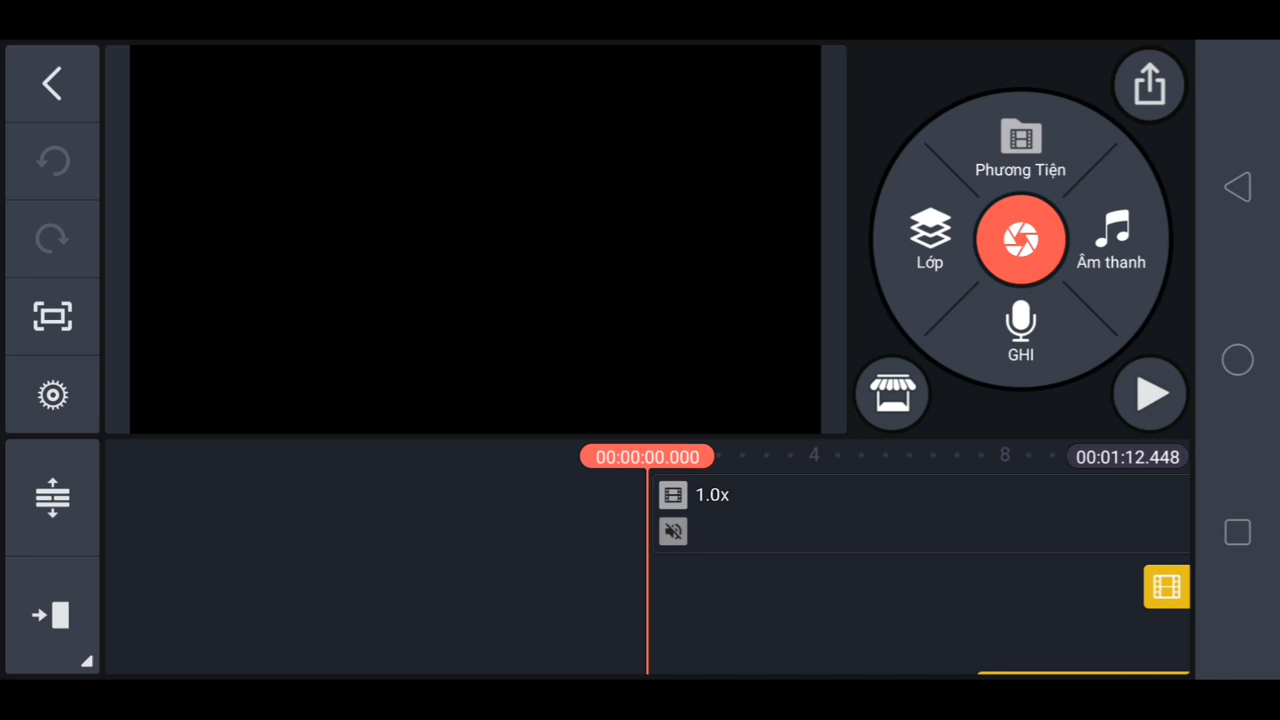 Phương Tiện
Lớp
Âm thanh
GHI
00:00:00.000
4
8
00:01:12.448
1.0x